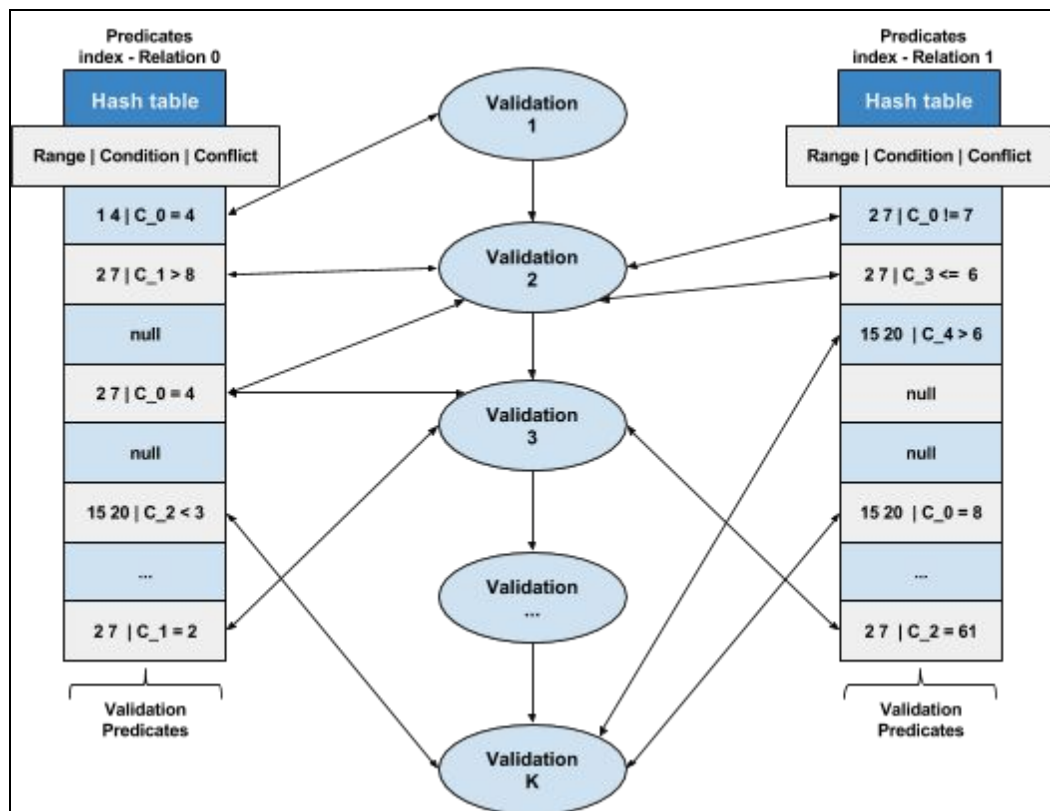 Predicates
index - Relation 0
Hash table
Range | Condition | Conflict
1 4 | C_0 = 4
2 7 | C_1 > 8
null
2 7 | C_0 = 4
null
15 20 | C_2 < 3
...
2 7 | C_1 = 2
Validation
Predicates
Validation
1
Validation
2
Validation
3
Validation
...
Validation
K
Predicates
index - Relation 1
Hash table
Range | Condition | Conflict
2 7 | C_0 != 7
2 7 | C_3 <= 6
15 20 | C_4 > 6
null
null
15 20 | C_0 = 8
...
2 7 | C_2 = 61
Validation
Predicates